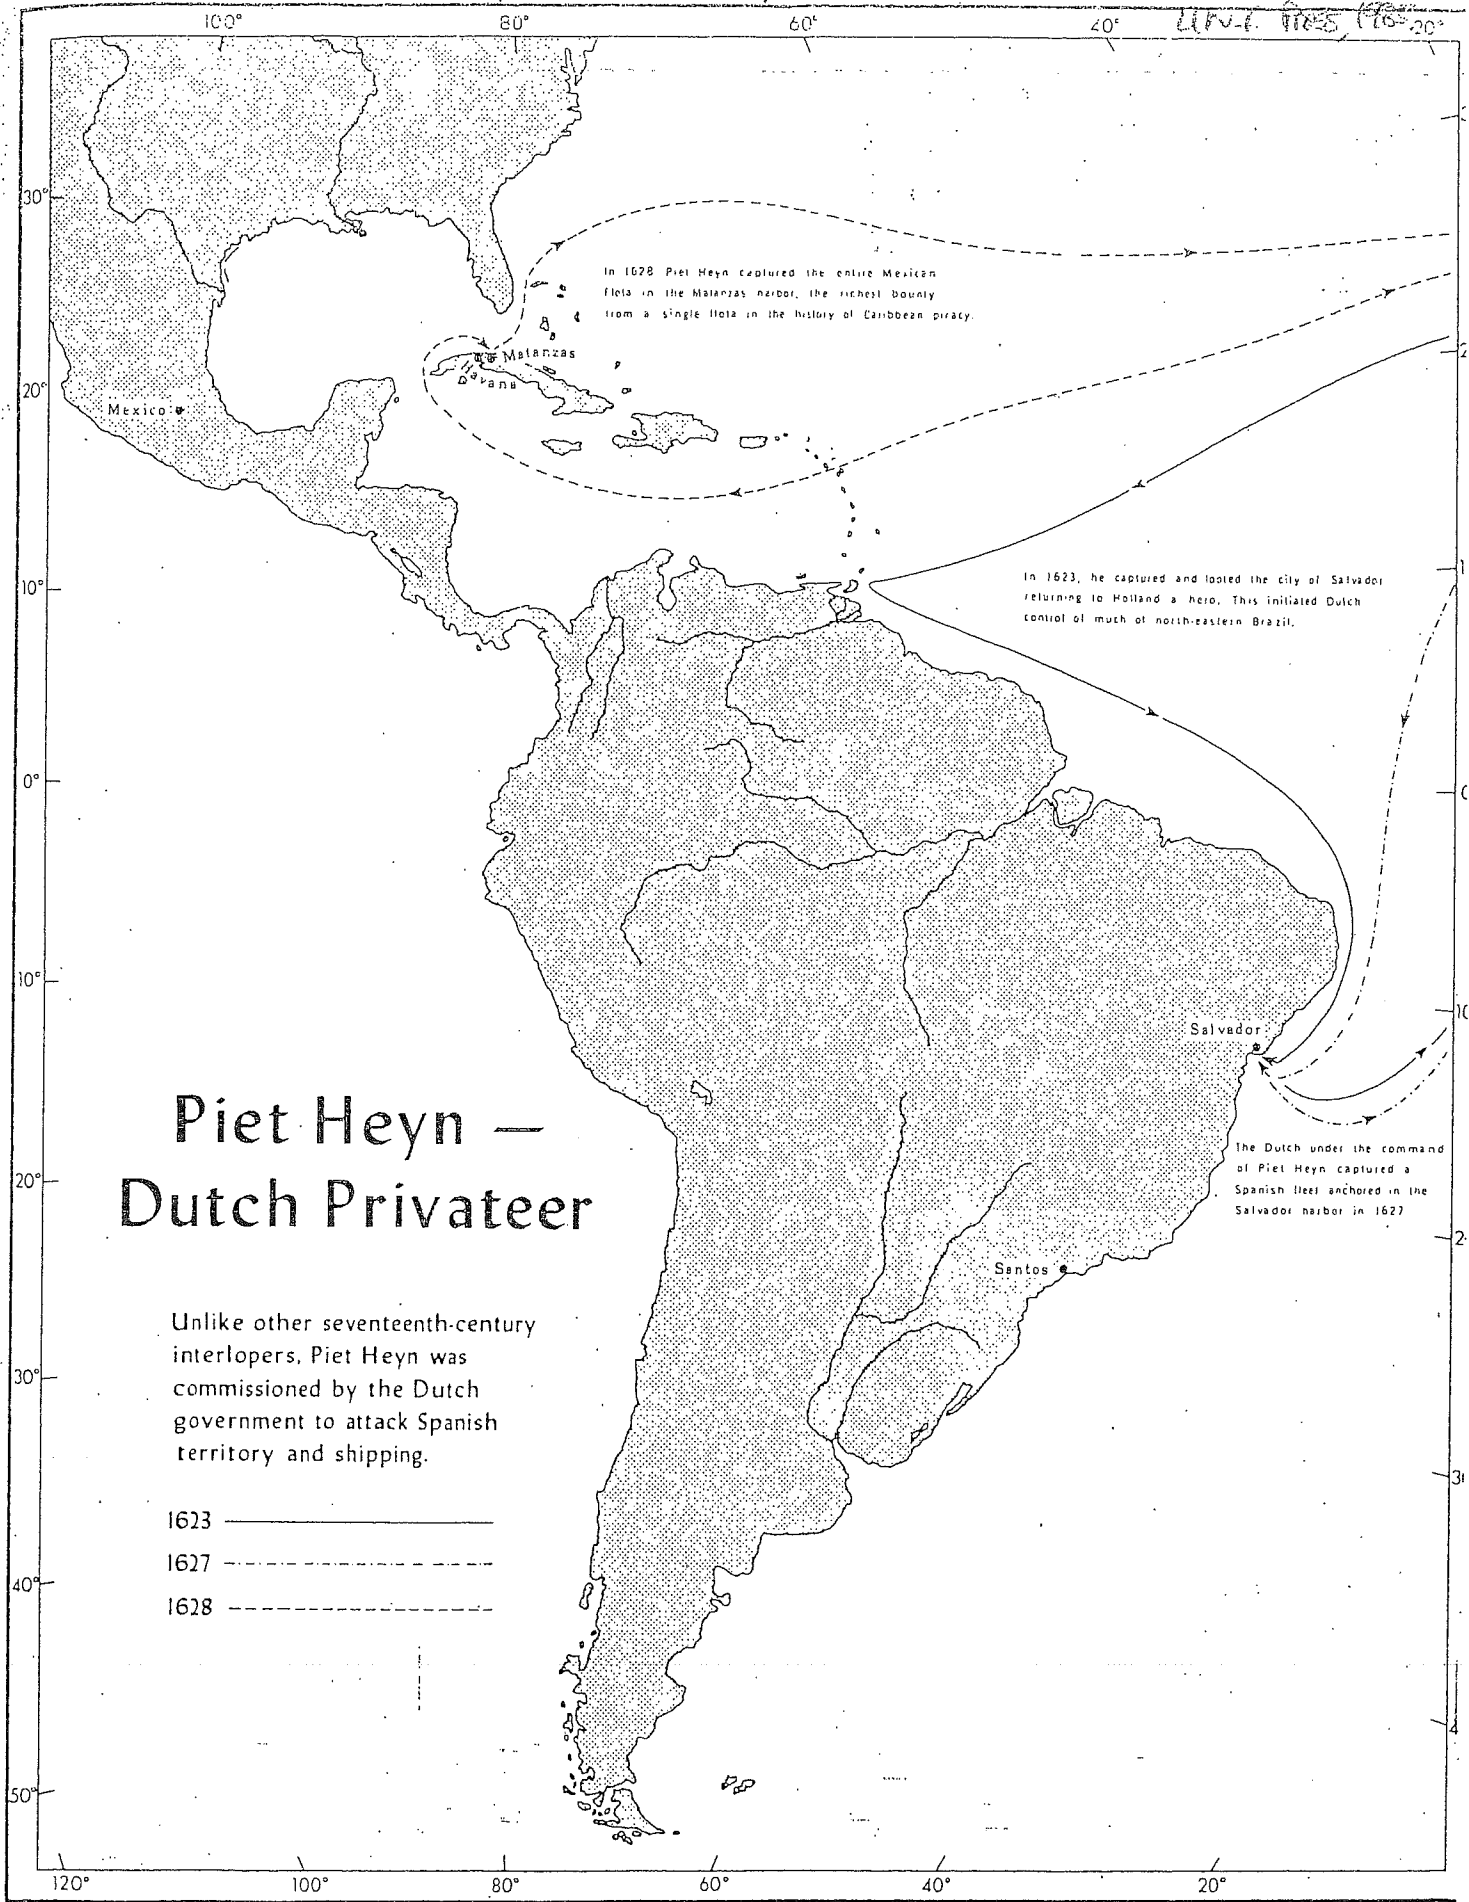 100°
80°
60°
40°
20°
30°
20°
10°
0°
10°
20°
30°
40°
50°
In 1628 Piet Heyn captured the entire Mexican
flota in the Matanzas harbor, the richest bounty
from a single flota in the history of Caribbean piracy.
Matanzas
Havana
Mexico
In 1623, he captured and looted the city of Salvador
returning to Holland a hero. This initiated Dutch
control of much of north-eastern Brazil.
Salvador
The Dutch under the command
of Piet Heyn captured a
Spanish fleet anchored in the
Salvador harbor in 1627
Santos
Piet Heyn —
Dutch Privateer
Unlike other seventeenth-century
interlopers, Piet Heyn was
commissioned by the Dutch
government to attack Spanish
territory and shipping.
1623
1627
1628
120°
100°
80°
60°
40°
20°